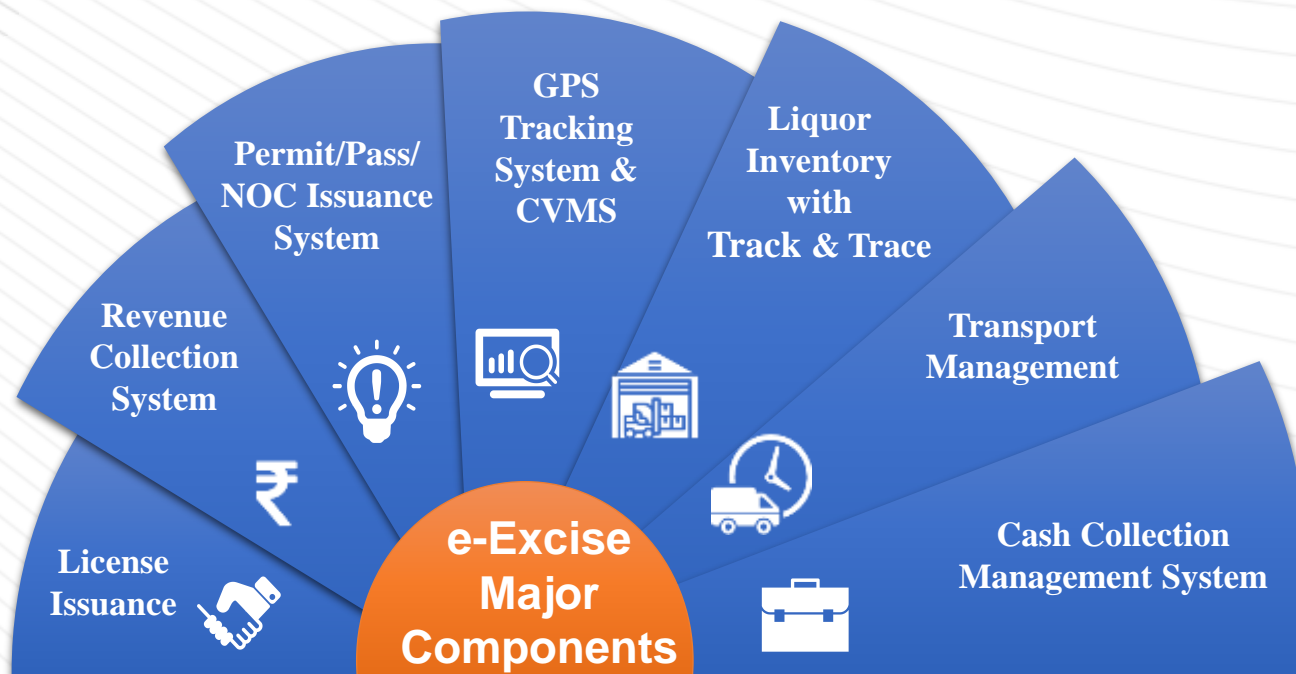 License
Issuance
Revenue
Collection
System
Permit/Pass/
NOC Issuance
System
GPS
Tracking
System &
CVMS
Liquor
Inventory
with
Track & Trace
Transport
Management
Cash Collection
Management System
e-Excise
Major
Components
₹